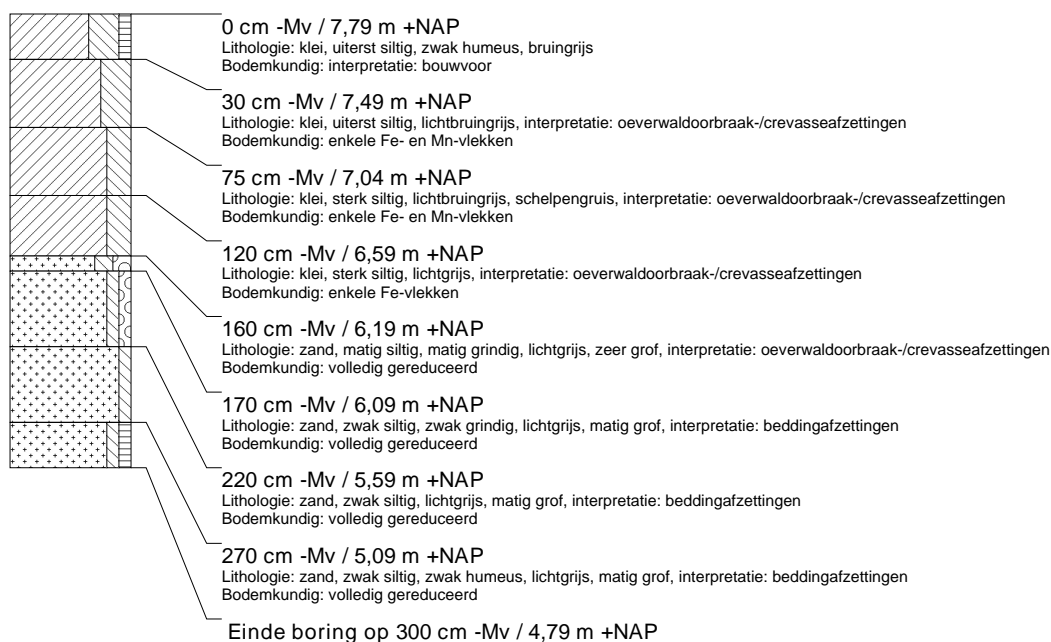 0 cm -Mv / 7,79 m +NAP
Lithologie: klei, uiterst siltig, zwak humeus, bruingrijs
Bodemkundig: interpretatie: bouwvoor
30 cm -Mv / 7,49 m +NAP
Lithologie: klei, uiterst siltig, lichtbruingrijs, interpretatie: oeverwaldoorbraak-/crevasseafzettingen
Bodemkundig: enkele Fe- en Mn-vlekken
75 cm -Mv / 7,04 m +NAP
Lithologie: klei, sterk siltig, lichtbruingrijs, schelpengruis, interpretatie: oeverwaldoorbraak-/crevasseafzettingen
Bodemkundig: enkele Fe- en Mn-vlekken
120 cm -Mv / 6,59 m +NAP
Lithologie: klei, sterk siltig, lichtgrijs, interpretatie: oeverwaldoorbraak-/crevasseafzettingen
Bodemkundig: enkele Fe-vlekken
160 cm -Mv / 6,19 m +NAP
Lithologie: zand, matig siltig, matig grindig, lichtgrijs, zeer grof, interpretatie: oeverwaldoorbraak-/crevasseafzettingen
Bodemkundig: volledig gereduceerd
170 cm -Mv / 6,09 m +NAP
Lithologie: zand, zwak siltig, zwak grindig, lichtgrijs, matig grof, interpretatie: beddingafzettingen
Bodemkundig: volledig gereduceerd
220 cm -Mv / 5,59 m +NAP
Lithologie: zand, zwak siltig, lichtgrijs, matig grof, interpretatie: beddingafzettingen
Bodemkundig: volledig gereduceerd
270 cm -Mv / 5,09 m +NAP
Lithologie: zand, zwak siltig, zwak humeus, lichtgrijs, matig grof, interpretatie: beddingafzettingen
Bodemkundig: volledig gereduceerd
Einde boring op 300 cm -Mv / 4,79 m +NAP